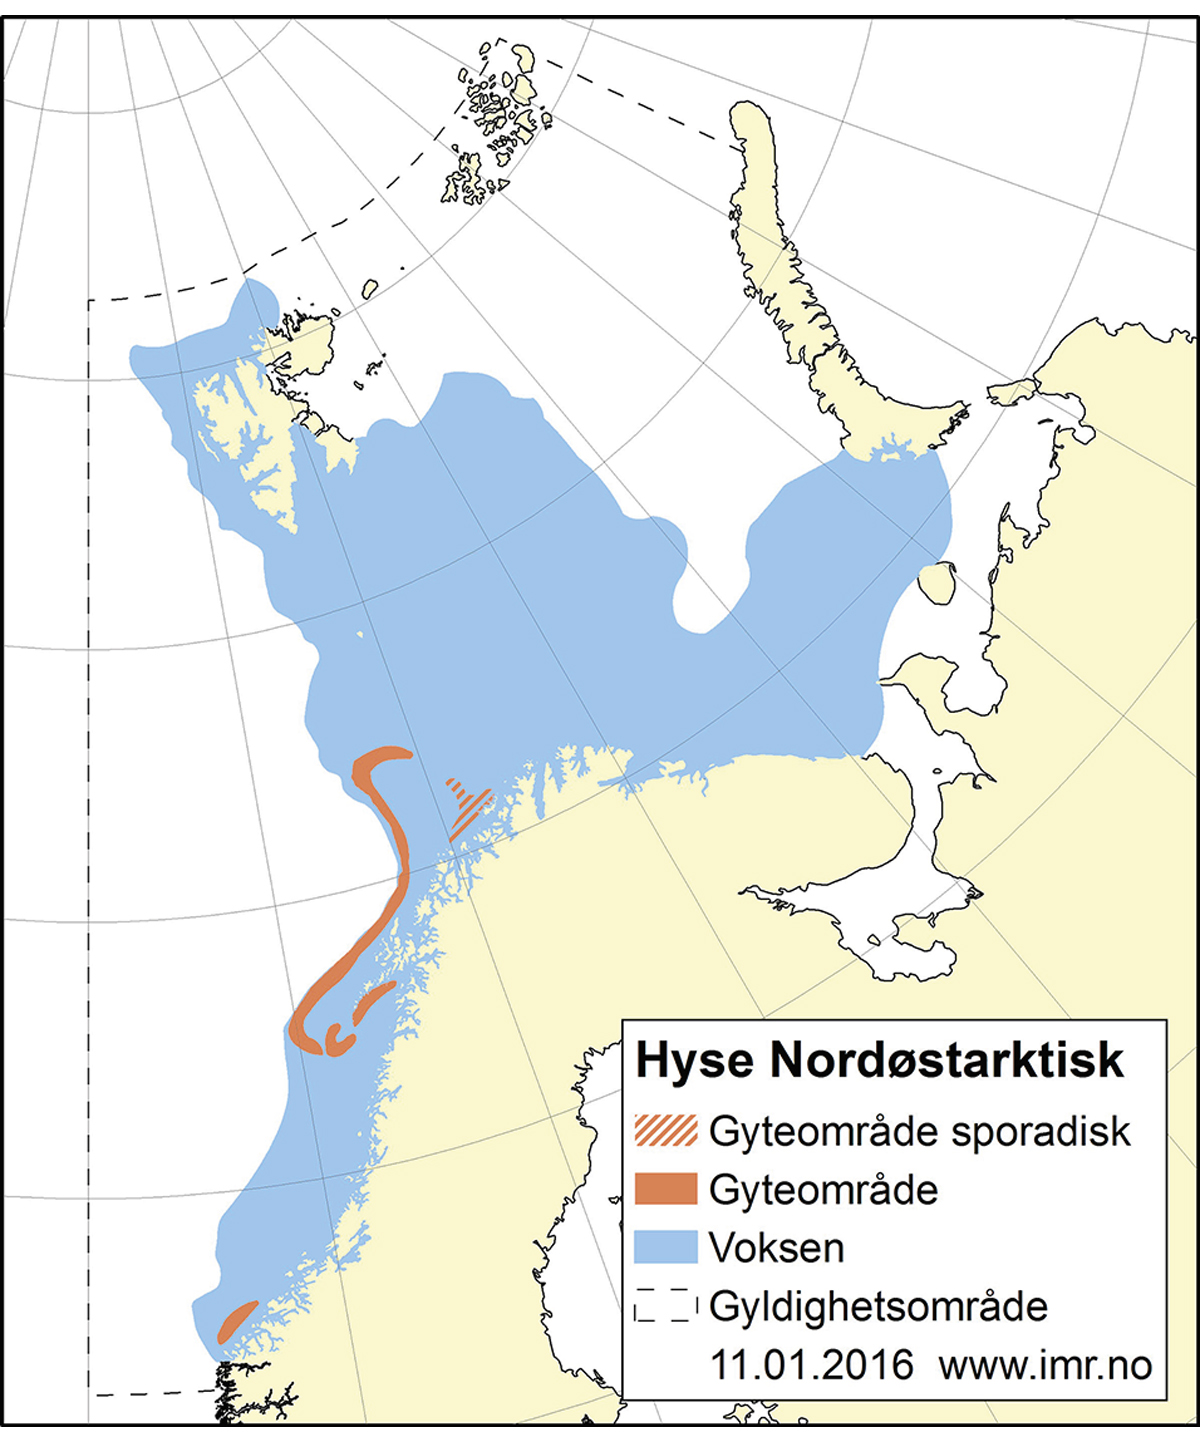 Hyse Nordøstarktisk
Gyteområde sporadisk
Gyteområde
Voksen
Gyldighetsområde
11.01.2016 www.imr.no